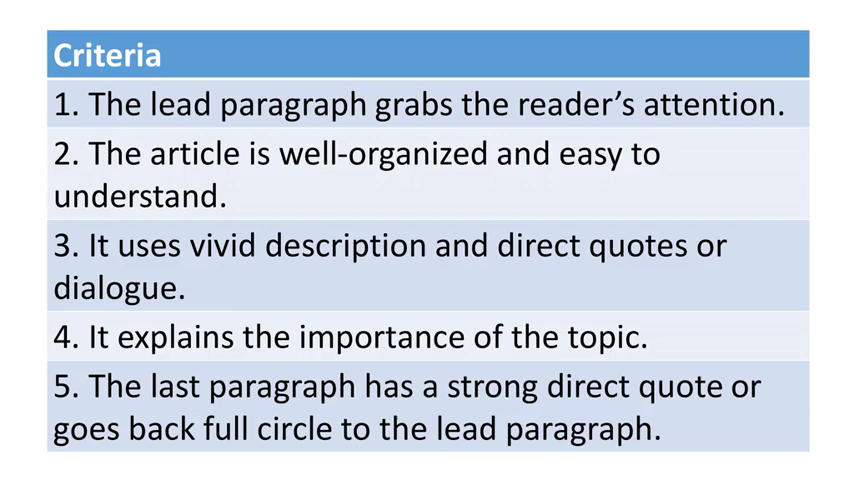 Criteria
1. The lead paragraph grabs the reader’s attention.
2. The article is well-organized and easy to
understand.
3. It uses vivid description and direct quotes or
dialogue.
4. It explains the importance of the topic.
5. The last paragraph has a strong direct quote or
goes back full circle to the lead paragraph.